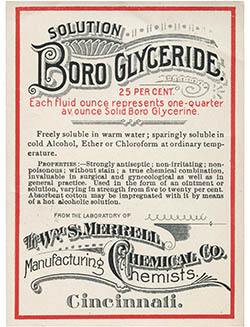 SOLUTION
BORO GLYCERIDE,
25 PER CENT.
Each fluid ounce represents one-quarter
av. ounce Solid Boro Glycerine.
Freely soluble in warm water; sparingly soluble in
cold Alcohol, Ether or Chloroform at ordinary temp-
erature.
PROPERTIES:—Strongly antiseptic; non-irritating; non-
poisonous; without stain; a true chemical combination,
invaluable in surgical and gynecological as well as in
general practice. Used in the form of an ointment or
solution, varying in strength from five to twenty per cent.
Absorbent cotton may be impregnated with it by means
of a hot alcoholic solution.
FROM THE LABORATORY OF
The Wm. S. Merrell
Chemical Co.
Manufacturing Chemists.
Cincinnati.